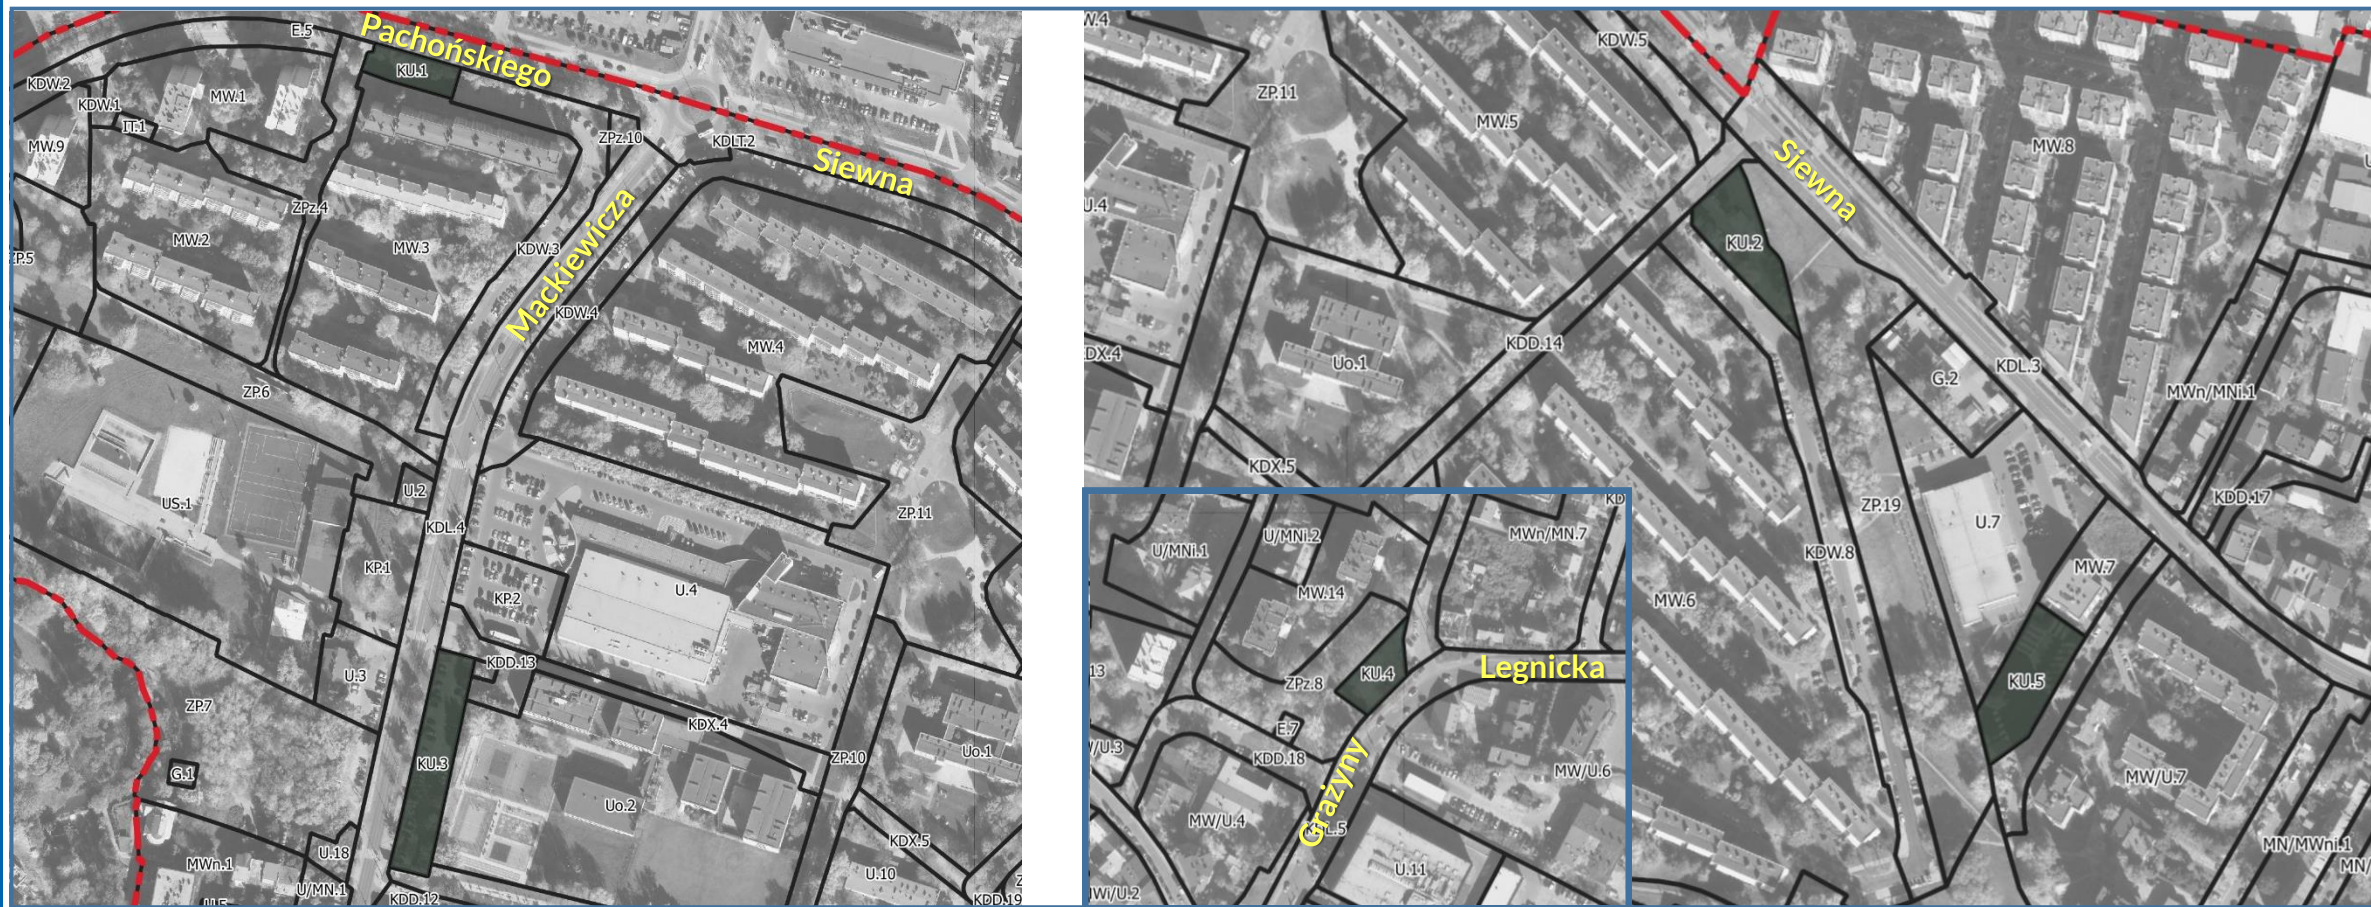 E.5
Pachońskiego
KU.1
KDW.2
KDW.1
MW.1
IT.1
MW.9
ZPz.10
KDLT.2
Siewna
ZPz.4
MW.2
MW.3
KDW.3
Mackiewicza
KDW.4
MW.4
ZP.6
U.2
US.1
KDL.4
ZP.11
KP.1
KP.2
U.4
KDD.13
U.3
ZP.7
KDX.4
KU.3
ZP.10
Uo.1
G.1
Uo.2
KDX.5
U.18
MWn.1
U/MN.1
U.10
KDD.12
KDD.19
KDW.5
ZP.11
MW.5
MW.8
Siewna
KU.2
KDD.14
Uo.1
KDL.3
G.2
MWn/MNi.1
KDX.5
KDD.17
ZP.19
U.7
KDW.8
MW.7
MW.6
KU.5
MW/U.7
MN/MWni.1
U/MNi.1
U/MNi.2
MWn/MN.7
MW.14
KU.4
Legnicka
ZPz.8
E.7
KDD.18
Grażyny
MW/U.6
MW/U.4
U.11